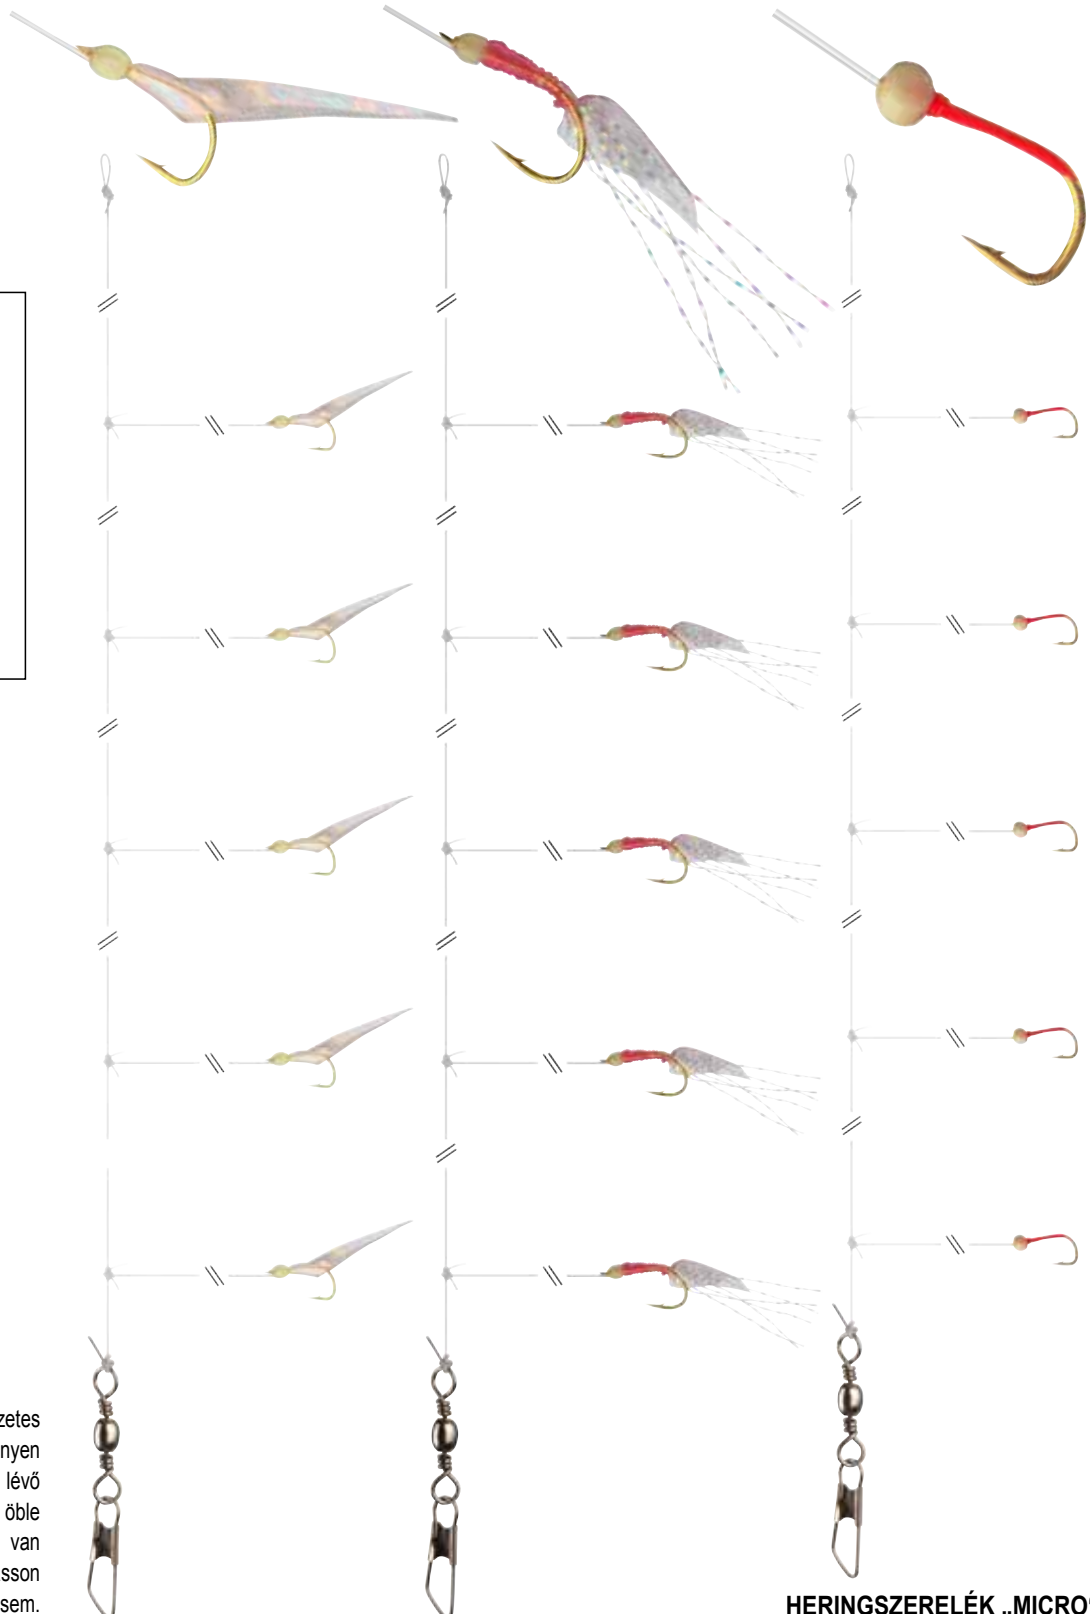 zetes
nyen
lévő
öble
van
sson
sem.
HERINGSZERELÉK „MICRO